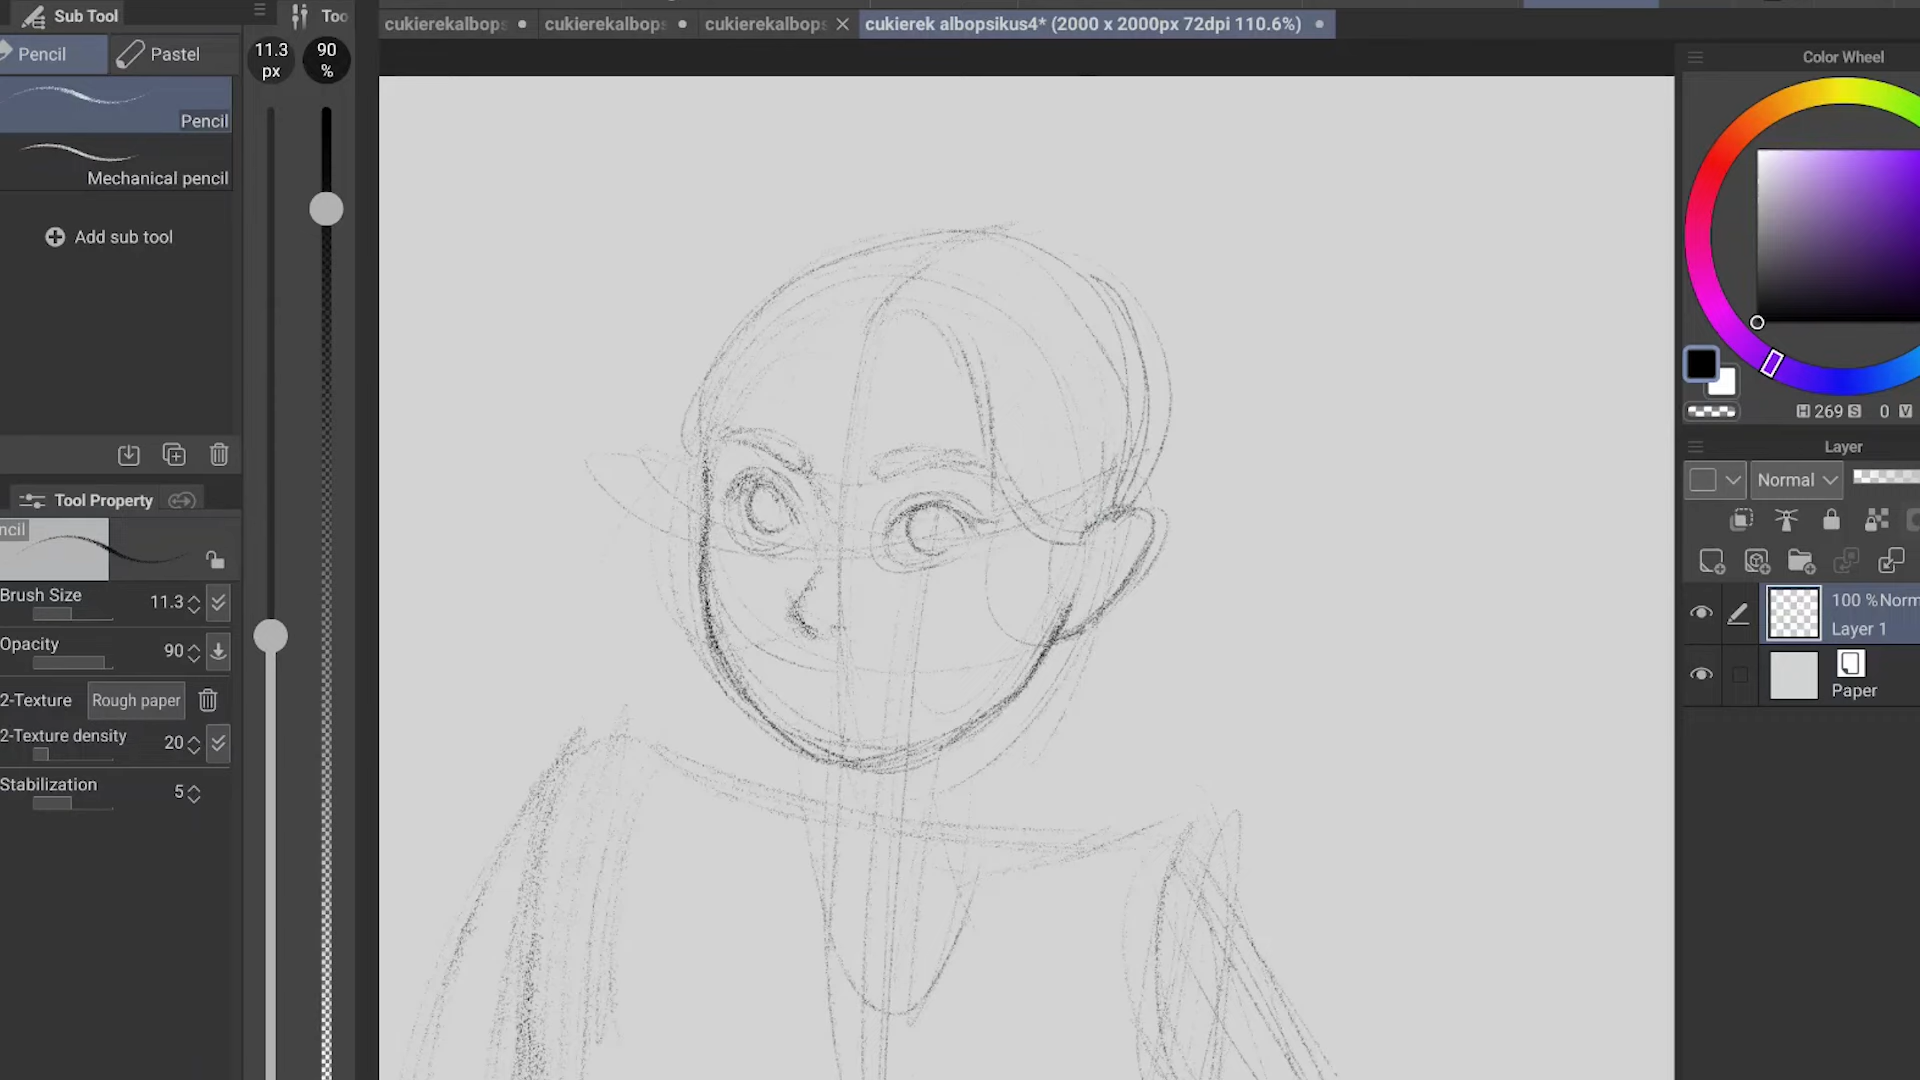 Sub Tool
Too
cukierekalbops
cukierekalbops
cukierekalbops
cukierek albopsikus4* (2000 x 2000px 72dpi 110.6%)
Pencil
Pastel
11.3
px
90
%
Color Wheel
Pencil
Mechanical pencil
Add sub tool
H 269 S 0 V
Layer
Normal
Tool Property
ncil
Brush Size 11.3
Opacity 90
2-Texture Rough paper
2-Texture density 20
Stabilization 5
100 %Norm
Layer 1
Paper